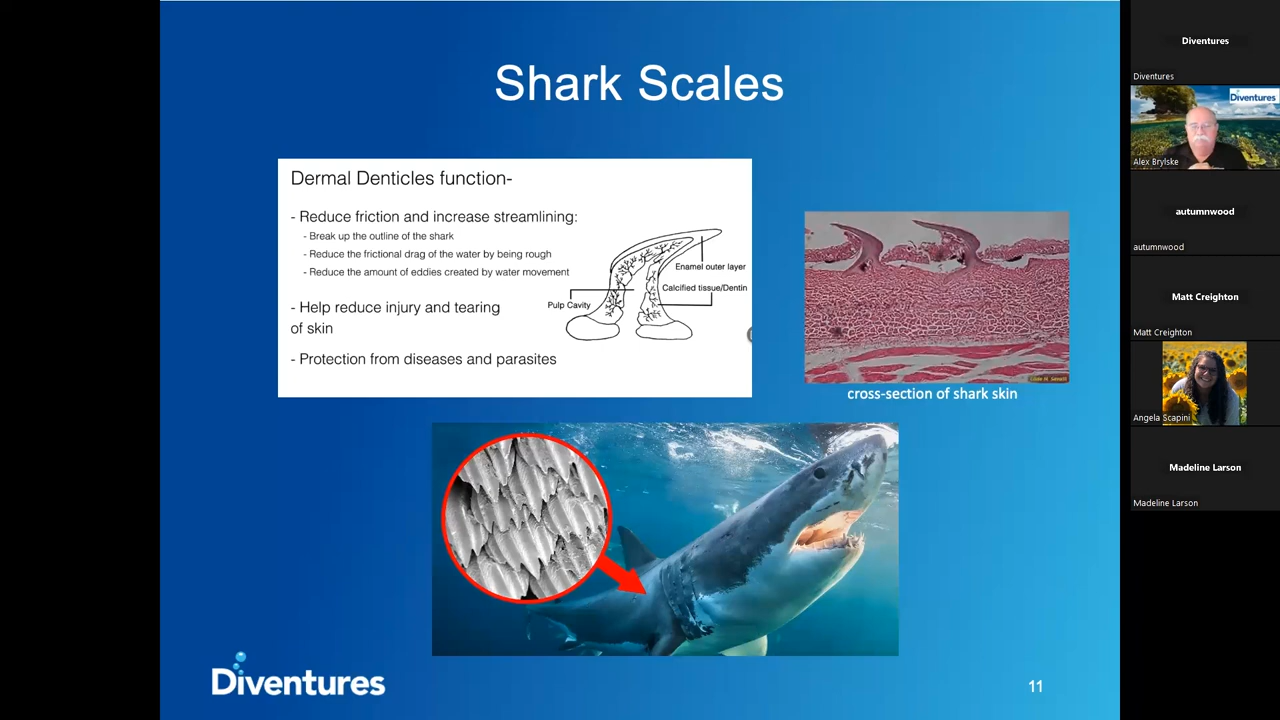 Shark Scales
Dermal Denticles function-
- Reduce friction and increase streamlining:
- Break up the outline of the shark
- Reduce the frictional drag of the water by being rough
- Reduce the amount of eddies created by water movement
- Help reduce injury and tearing
of skin
- Protection from diseases and parasites
Enamel outer layer
Calcified tissue/Dentin
Pulp Cavity
cross-section of shark skin
Diventures
11
Diventures
Diventures
Diventures
Alex Brylske
autumnwood
autumnwood
Matt Creighton
Matt Creighton
Angela Scapini
Madeline Larson
Madeline Larson